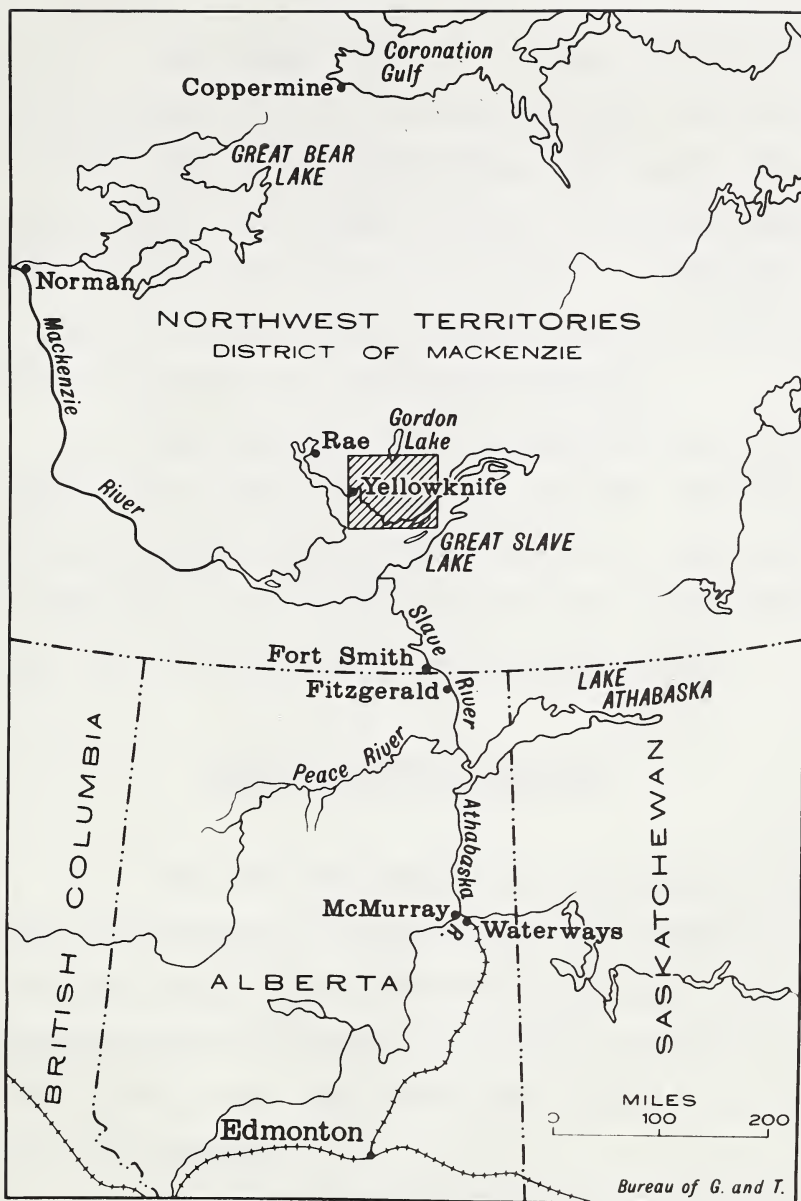 Coronation
Gulf
Coppermine
GREAT BEAR
LAKE
Norman
NORTHWEST TERRITORIES
DISTRICT OF MACKENZIE
Mackenzie
River
Gordon
Lake
Rae
Yellowknife
GREAT SLAVE
LAKE
Slave
River
Fort Smith
Fitzgerald
LAKE
ATHABASKA
Peace River
Athabaska
R.
McMurray
Waterways
BRITISH COLUMBIA
ALBERTA
SASKATCHEWAN
Edmonton
MILES
0 100 200
Bureau of G. and T.